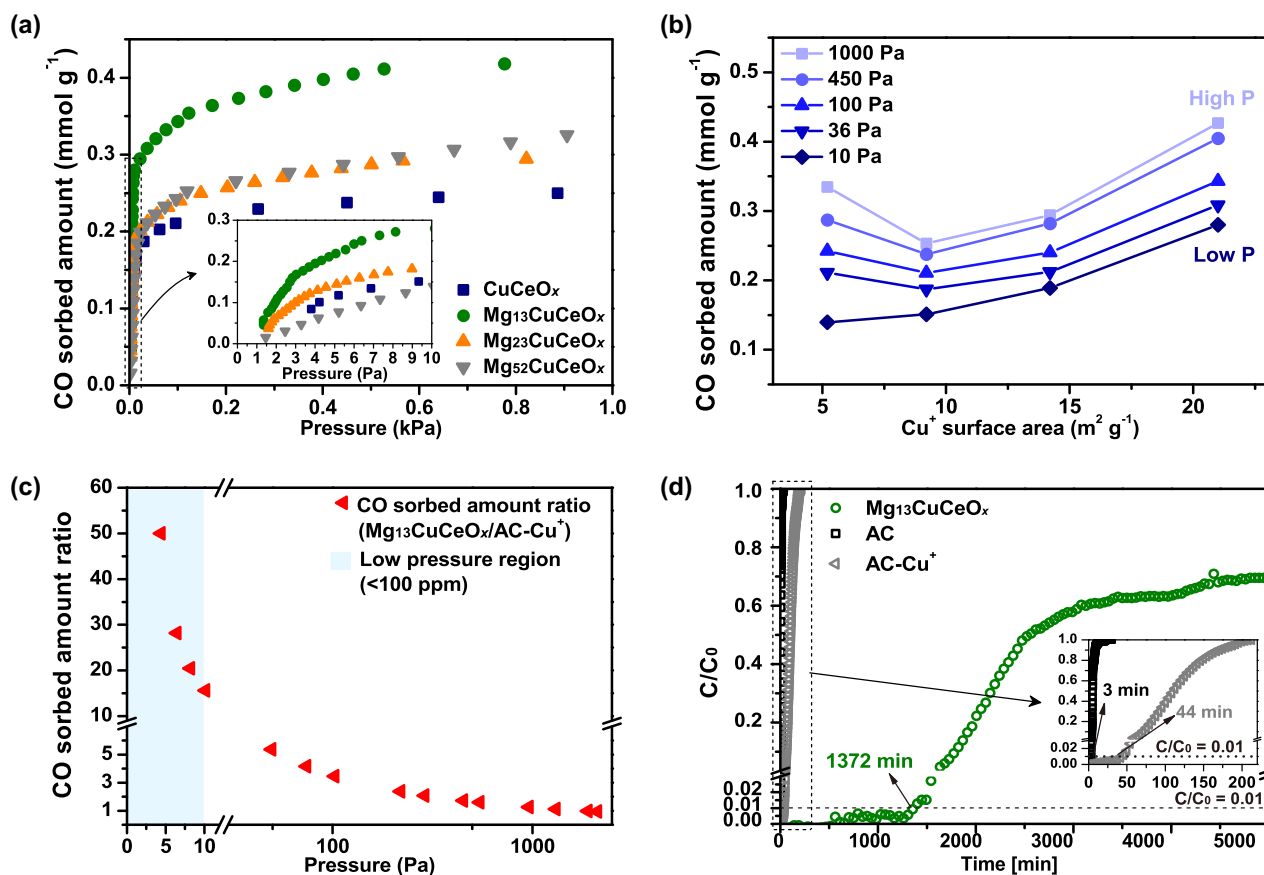 (a)
CO sorbed amount (mmol g⁻¹)
0.4
0.3
0.2
0.1
0.0
0.0
0.2
0.4
0.6
0.8
1.0
Pressure (kPa)
0.3
0.2
0.1
0.0
0
1
2
3
4
5
6
7
8
9
10
Pressure (Pa)
CuCeOₓ
Mg₁₃CuCeOₓ
Mg₂₃CuCeOₓ
Mg₅₂CuCeOₓ
(b)
CO sorbed amount (mmol g⁻¹)
0.5
0.4
0.3
0.2
0.1
5
10
15
20
Cu⁺ surface area (m² g⁻¹)
1000 Pa
450 Pa
100 Pa
36 Pa
10 Pa
High P
Low P
(c)
CO sorbed amount ratio
60
50
40
30
20
10
5
3
1
0
5
10
100
1000
Pressure (Pa)
CO sorbed amount ratio
(Mg₁₃CuCeOₓ/AC-Cu⁺)
Low pressure region
(<100 ppm)
(d)
C/C₀
1.0
0.8
0.6
0.4
0.2
0.02
0.01
0.00
0
1000
2000
3000
4000
5000
Time [min]
Mg₁₃CuCeOₓ
AC
AC-Cu⁺
1372 min
1.0
0.8
0.6
0.4
0.2
0.02
0.00
0
50
100
150
200
3 min
44 min
C/C₀ = 0.01
C/C₀ = 0.01